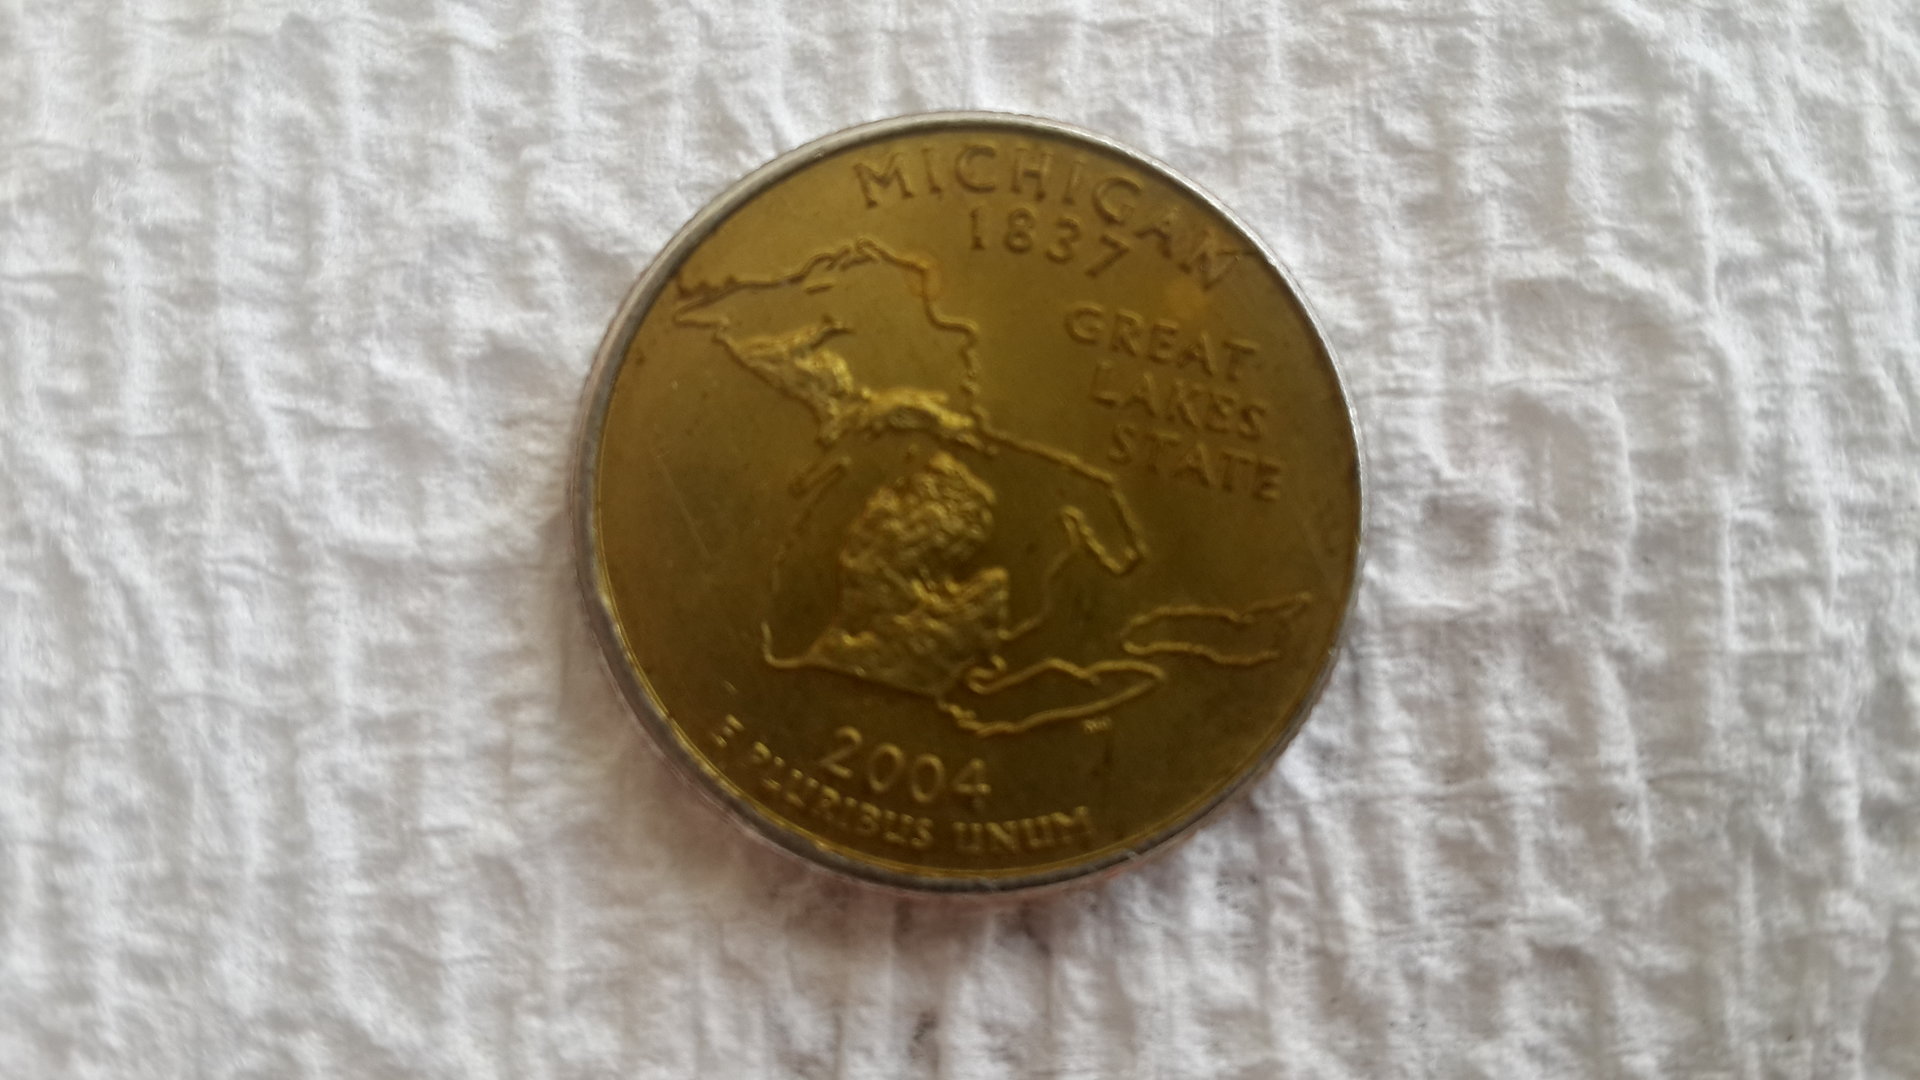 MICHIGAN
1837
GREAT
LAKES
STATE
2004
E PLURIBUS UNUM